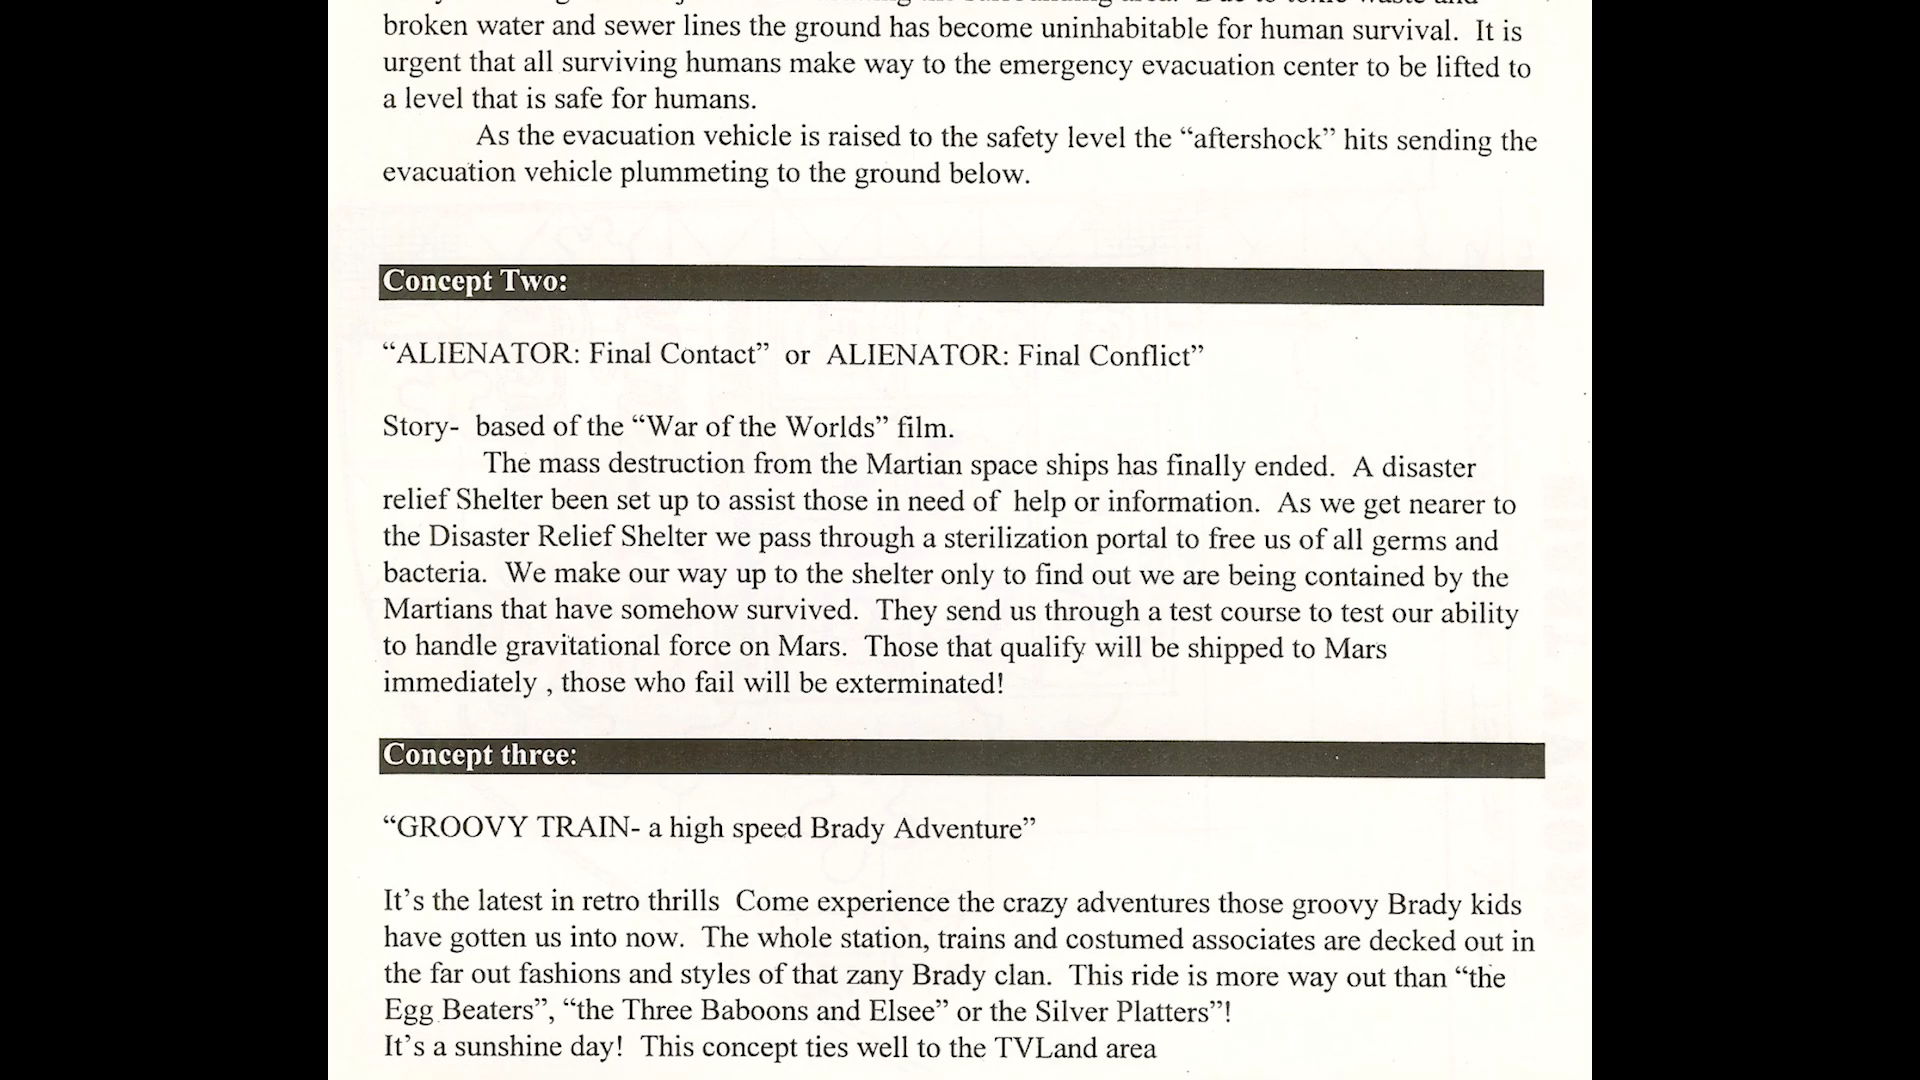 broken water and sewer lines the ground has become uninhabitable for human survival.  It is
urgent that all surviving humans make way to the emergency evacuation center to be lifted to
a level that is safe for humans.
As the evacuation vehicle is raised to the safety level the “aftershock” hits sending the
evacuation vehicle plummeting to the ground below.
Concept Two:
“ALIENATOR: Final Contact”  or  ALIENATOR: Final Conflict”
Story-  based of the “War of the Worlds” film.
The mass destruction from the Martian space ships has finally ended.  A disaster
relief Shelter been set up to assist those in need of  help or information.  As we get nearer to
the Disaster Relief Shelter we pass through a sterilization portal to free us of all germs and
bacteria.  We make our way up to the shelter only to find out we are being contained by the
Martians that have somehow survived.  They send us through a test course to test our ability
to handle gravitational force on Mars.  Those that qualify will be shipped to Mars
immediately , those who fail will be exterminated!
Concept three:
“GROOVY TRAIN- a high speed Brady Adventure”
It’s the latest in retro thrills  Come experience the crazy adventures those groovy Brady kids
have gotten us into now.  The whole station, trains and costumed associates are decked out in
the far out fashions and styles of that zany Brady clan.  This ride is more way out than “the
Egg Beaters”, “the Three Baboons and Elsee” or the Silver Platters”!
It’s a sunshine day!  This concept ties well to the TVLand area